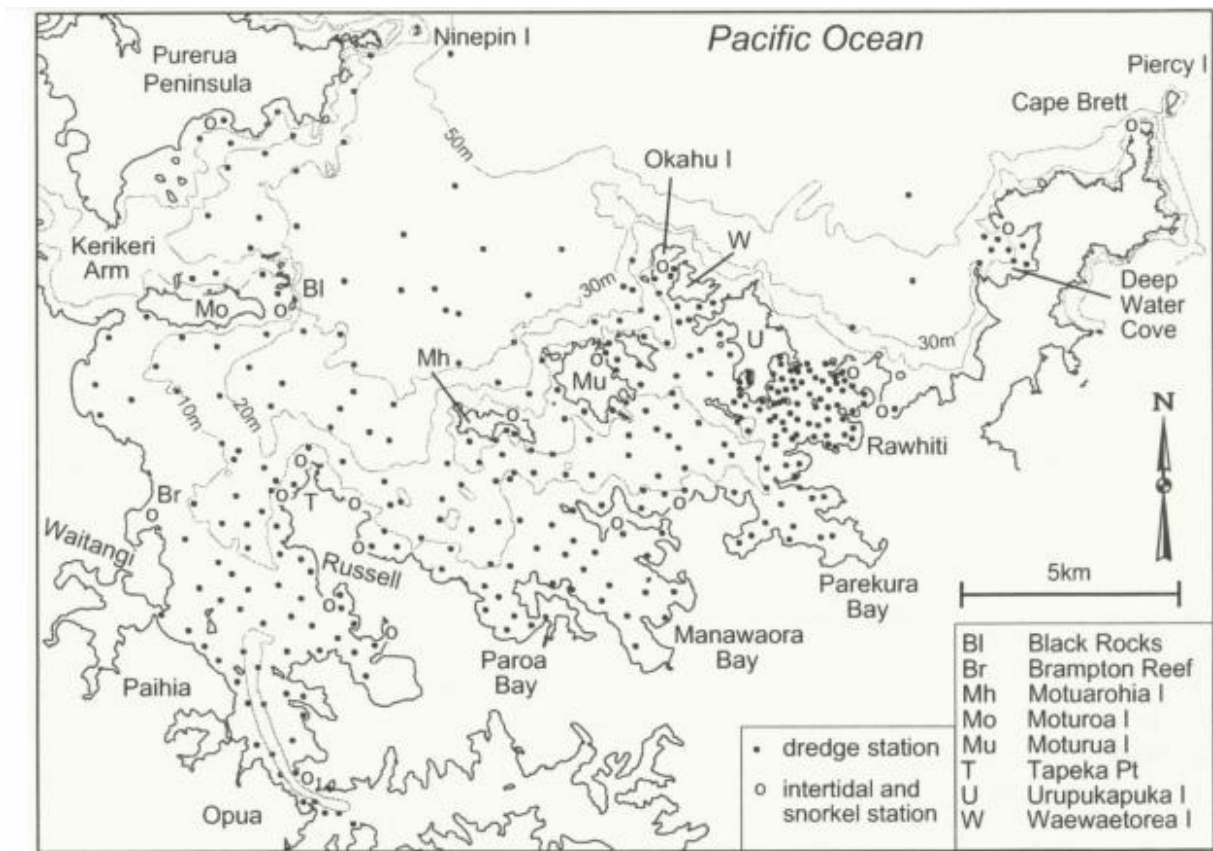 Ninepin I
Pacific Ocean
Purerua
Peninsula
Piercy I
Cape Brett
50m
Okahu I
W
Kerikeri
Arm
Bl
Mo
30m
Deep
Water
Cove
Mh
Mu
U
30m
10m
20m
N
Rawhiti
Br
T
Waitangi
Russell
5km
Parekura
Bay
Manawaora
Bay
Paroa
Bay
Paihia
Opua
• dredge station
o intertidal and
snorkel station
Bl Black Rocks
Br Brampton Reef
Mh Motuarohia I
Mo Moturoa I
Mu Moturua I
T Tapeka Pt
U Urupukapuka I
W Waewaetorea I